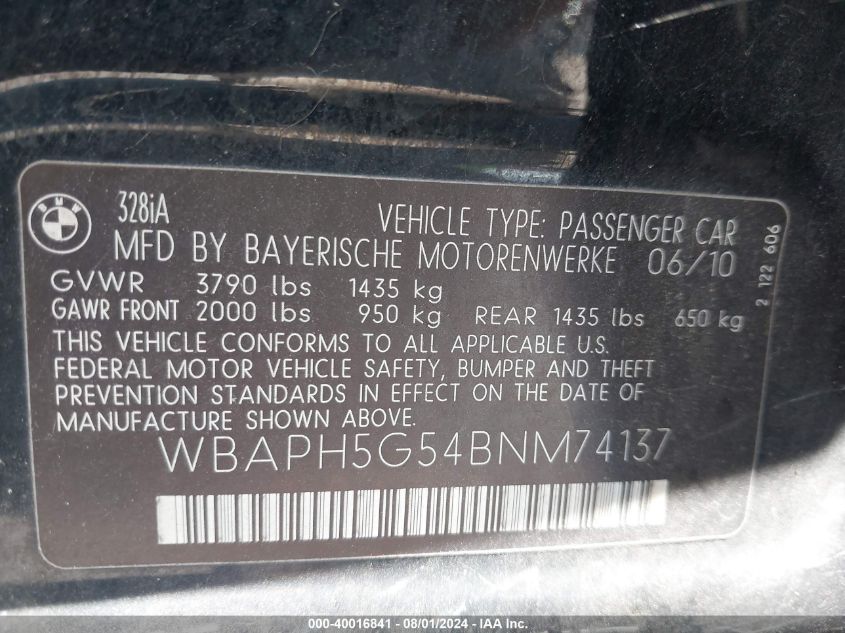 BMW
328iA
VEHICLE TYPE: PASSENGER CAR
MFD BY BAYERISCHE MOTORENWERKE 06/10
GVWR 3790 lbs 1435 kg
GAWR FRONT 2000 lbs 950 kg REAR 1435 lbs 650 kg
THIS VEHICLE CONFORMS TO ALL APPLICABLE U.S.
FEDERAL MOTOR VEHICLE SAFETY, BUMPER AND THEFT
PREVENTION STANDARDS IN EFFECT ON THE DATE OF
MANUFACTURE SHOWN ABOVE.
WBAPH5G54BNM74137
2 122 606
000-40016841 - 08/01/2024 - IAA Inc.